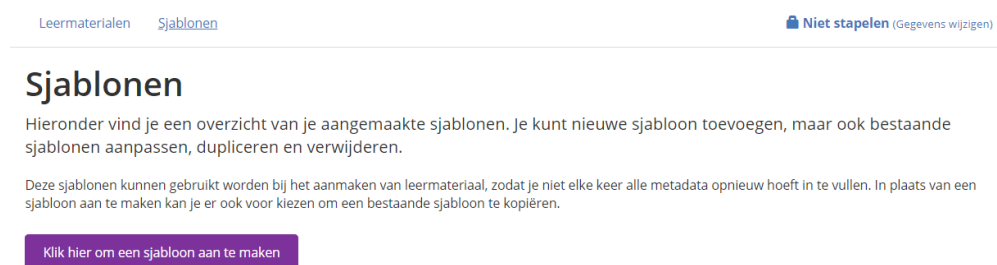 Leermaterialen Sjablonen Niet stapelen (Gegevens wijzigen)
Sjablonen
Hieronder vind je een overzicht van je aangemaakte sjablonen. Je kunt nieuwe sjabloon toevoegen, maar ook bestaande
sjablonen aanpassen, dupliceren en verwijderen.
Deze sjablonen kunnen gebruikt worden bij het aanmaken van leermateriaal, zodat je niet elke keer alle metadata opnieuw hoeft in te vullen. In plaats van een
sjabloon aan te maken kan je er ook voor kiezen om een bestaande sjabloon te kopiëren.
Klik hier om een sjabloon aan te maken